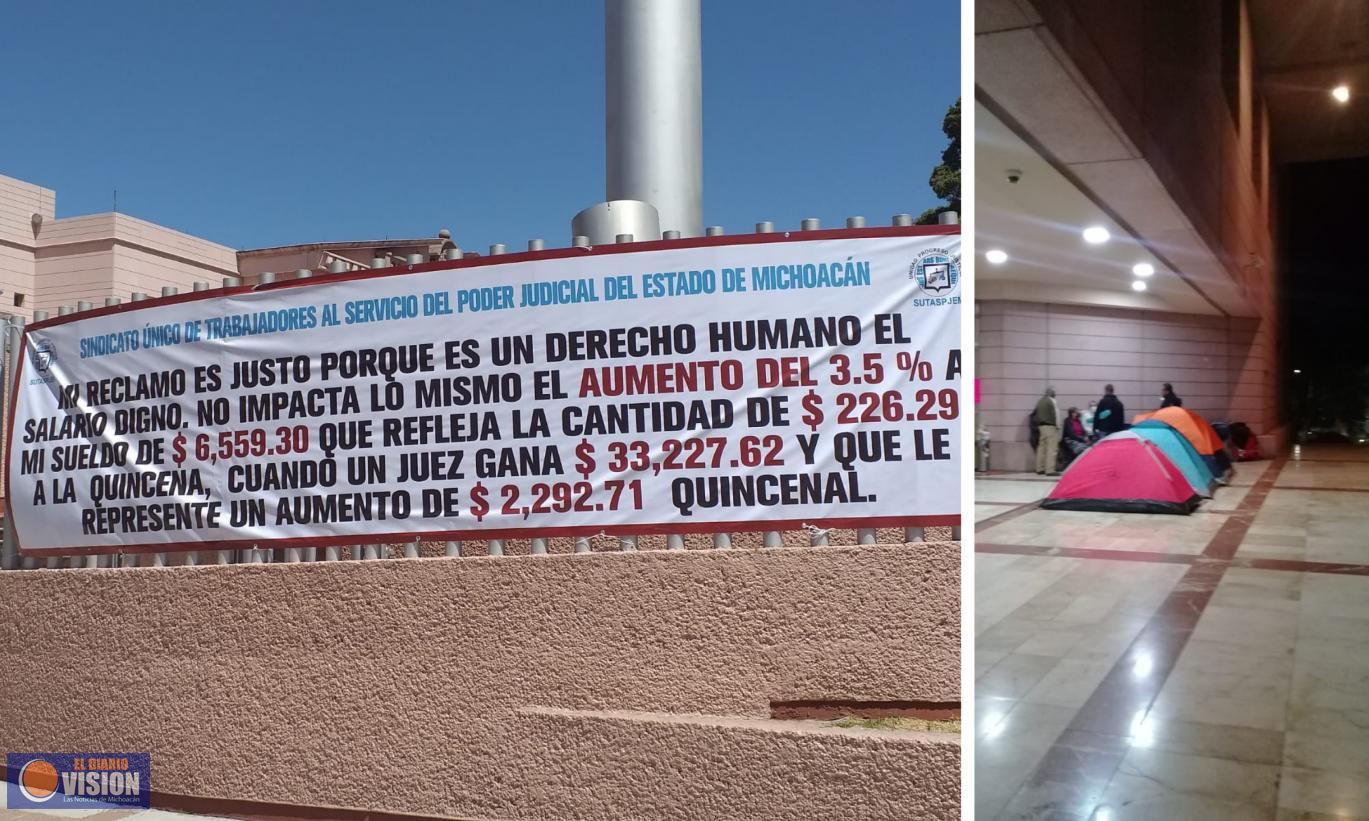 SINDICATO ÚNICO DE TRABAJADORES AL SERVICIO DEL PODER JUDICIAL DEL ESTADO DE MICHOACÁN
MI RECLAMO ES JUSTO PORQUE ES UN DERECHO HUMANO EL
SALARIO DIGNO. NO IMPACTA LO MISMO EL AUMENTO DEL 3.5 % A
MI SUELDO DE $ 6,559.30 QUE REFLEJA LA CANTIDAD DE $ 226.29
A LA QUINCENA, CUANDO UN JUEZ GANA $ 33,227.62 Y QUE LE
REPRESENTE UN AUMENTO DE $ 2,292.71 QUINCENAL.
UNIDAD PROGRESO
SUTASPJEM
EL DIARIO
VISION
Las Noticias de Michoacán